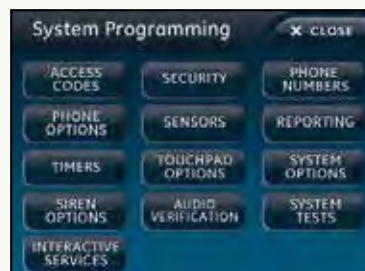 System Programming
X CLOSE
ACCESS
CODES
SECURITY
PHONE
NUMBERS
PHONE
OPTIONS
SENSORS
REPORTING
TIMERS
TOUCHPAD
OPTIONS
SYSTEM
OPTIONS
SIREN
OPTIONS
AUDIO
VERIFICATION
SYSTEM
TESTS
INTERACTIVE
SERVICES